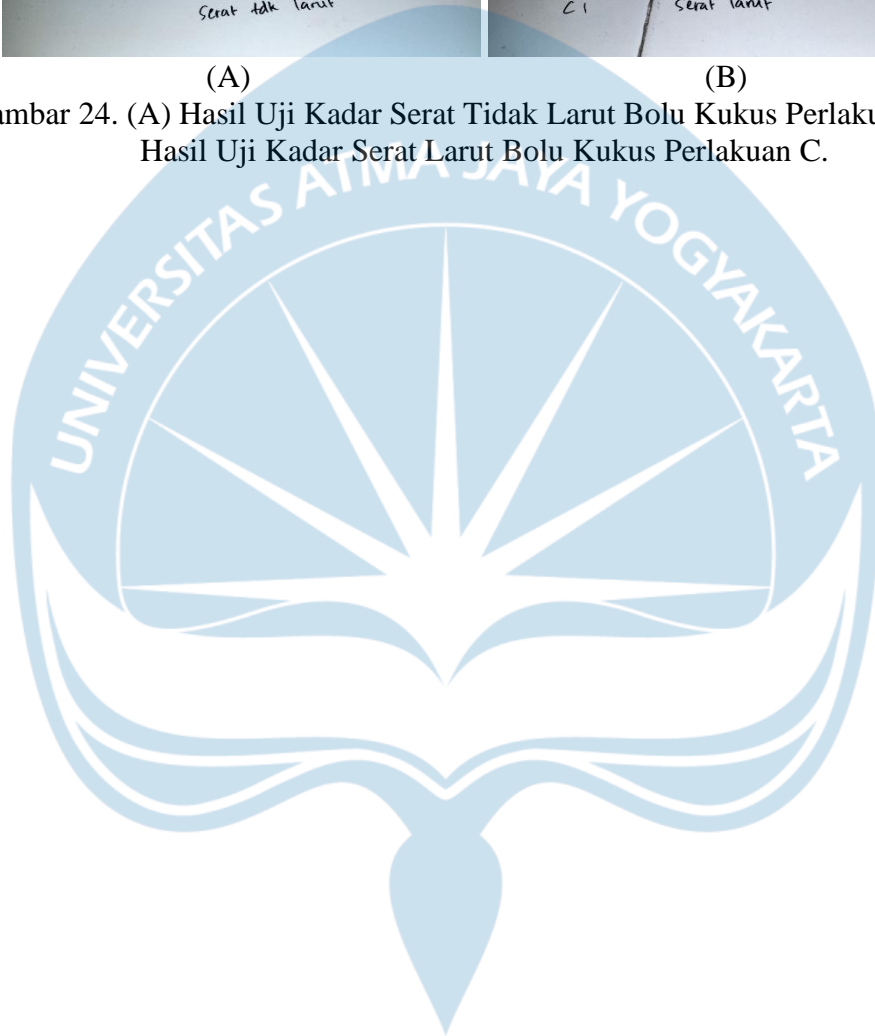 Serat tdk larut
C1 Serat larut
(A) (B)
ambar 24. (A) Hasil Uji Kadar Serat Tidak Larut Bolu Kukus Perlaku
Hasil Uji Kadar Serat Larut Bolu Kukus Perlakuan C.
UNIVERSITAS ATMA JAYA YOGYAKARTA